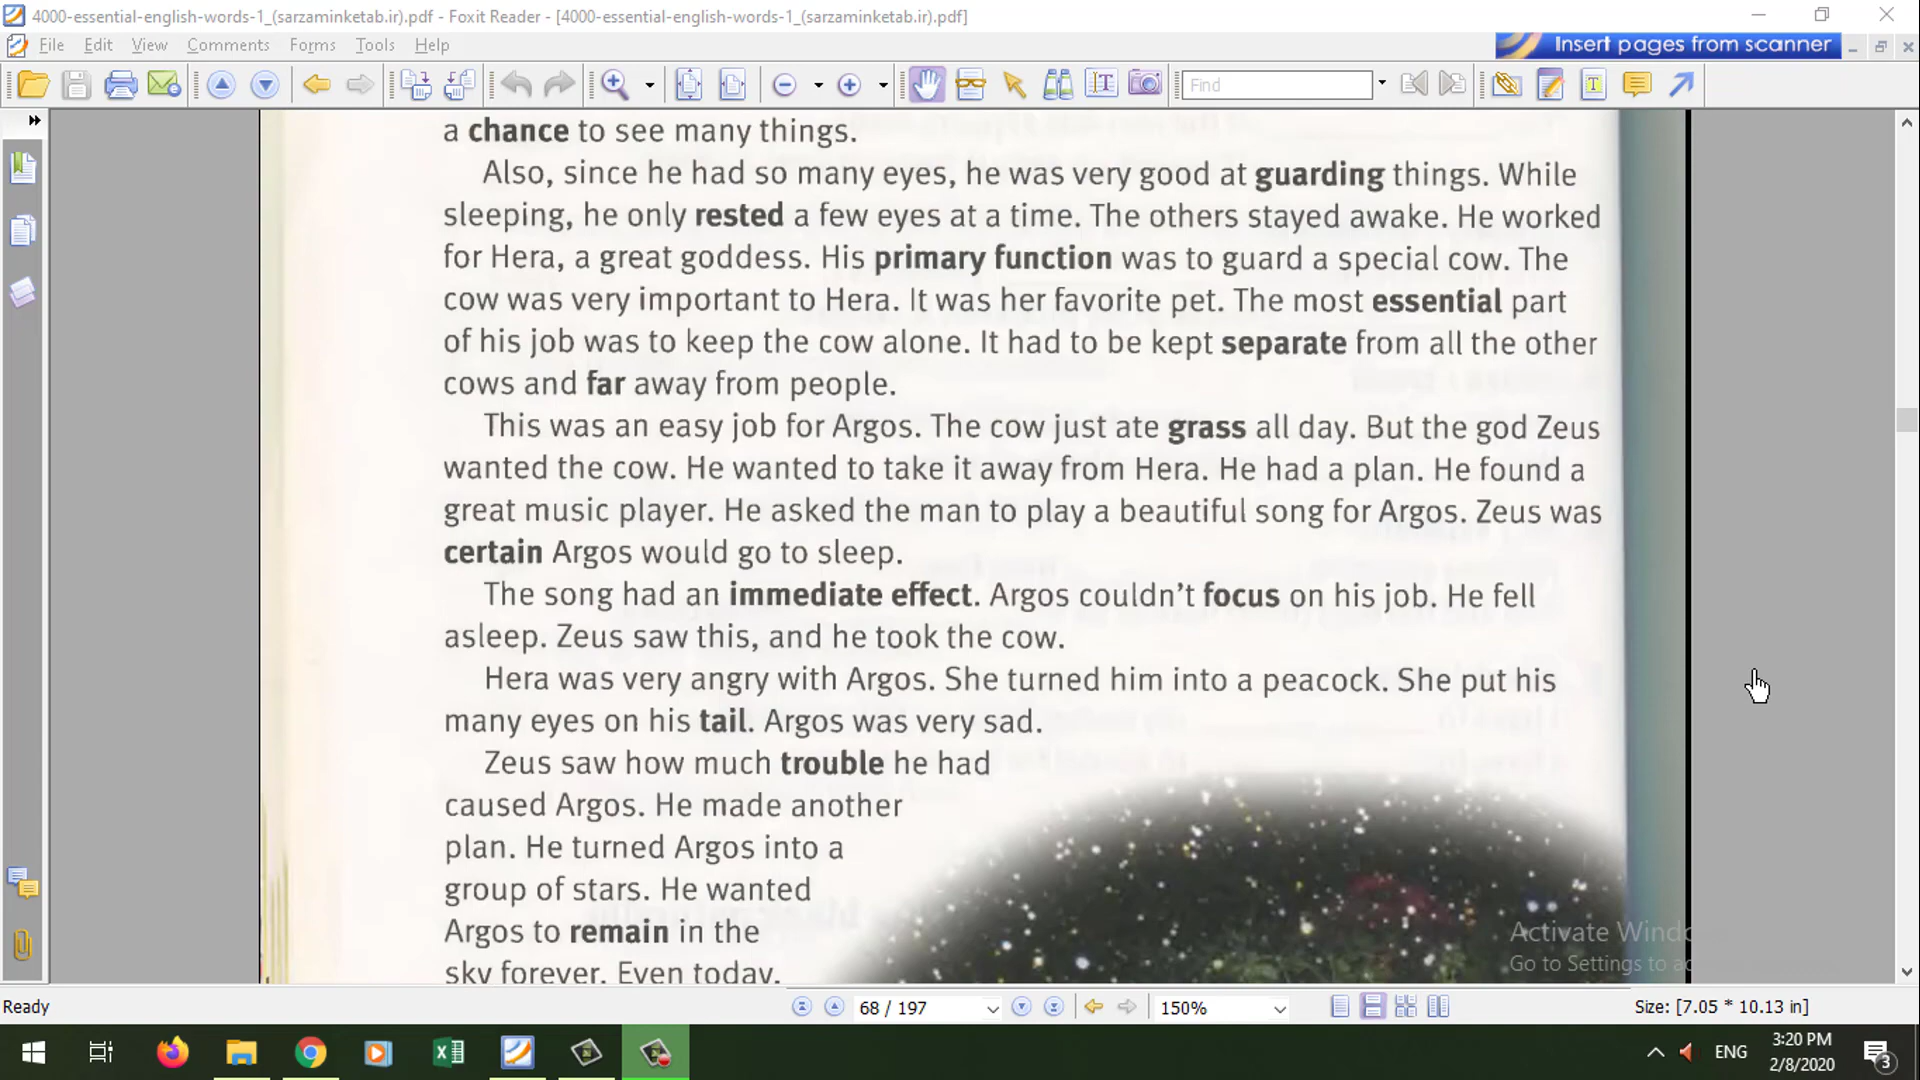 4000-essential-english-words-1_(sarzaminketab.ir).pdf - Foxit Reader - [4000-essential-english-words-1_(sarzaminketab.ir).pdf]
File Edit View Comments Forms Tools Help
Insert pages from scanner
Find
a chance to see many things.
Also, since he had so many eyes, he was very good at guarding things. While
sleeping, he only rested a few eyes at a time. The others stayed awake. He worked
for Hera, a great goddess. His primary function was to guard a special cow. The
cow was very important to Hera. It was her favorite pet. The most essential part
of his job was to keep the cow alone. It had to be kept separate from all the other
cows and far away from people.
This was an easy job for Argos. The cow just ate grass all day. But the god Zeus
wanted the cow. He wanted to take it away from Hera. He had a plan. He found a
great music player. He asked the man to play a beautiful song for Argos. Zeus was
certain Argos would go to sleep.
The song had an immediate effect. Argos couldn't focus on his job. He fell
asleep. Zeus saw this, and he took the cow.
Hera was very angry with Argos. She turned him into a peacock. She put his
many eyes on his tail. Argos was very sad.
Zeus saw how much trouble he had
caused Argos. He made another
plan. He turned Argos into a
group of stars. He wanted
Argos to remain in the
sky forever. Even today,
Activate Windo
Go to Settings to a
Ready
68 / 197
150%
Size: [7.05 * 10.13 in]
ENG
3:20 PM
2/8/2020
3